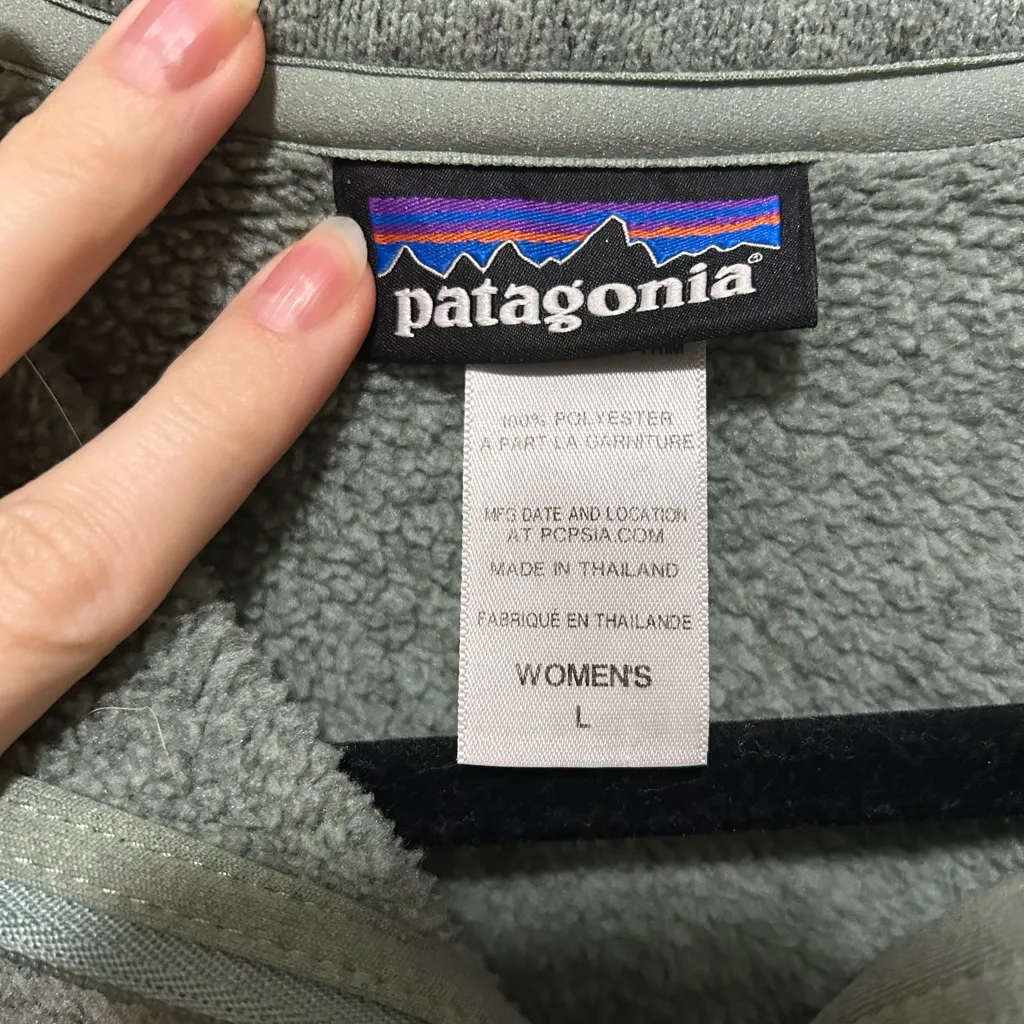 patagonia®
100% POLYESTER
A PART LA GARNITURE
MFG DATE AND LOCATION
AT PCPSIA.COM
MADE IN THAILAND
FABRIQUÉ EN THAÏLANDE
WOMEN'S
L